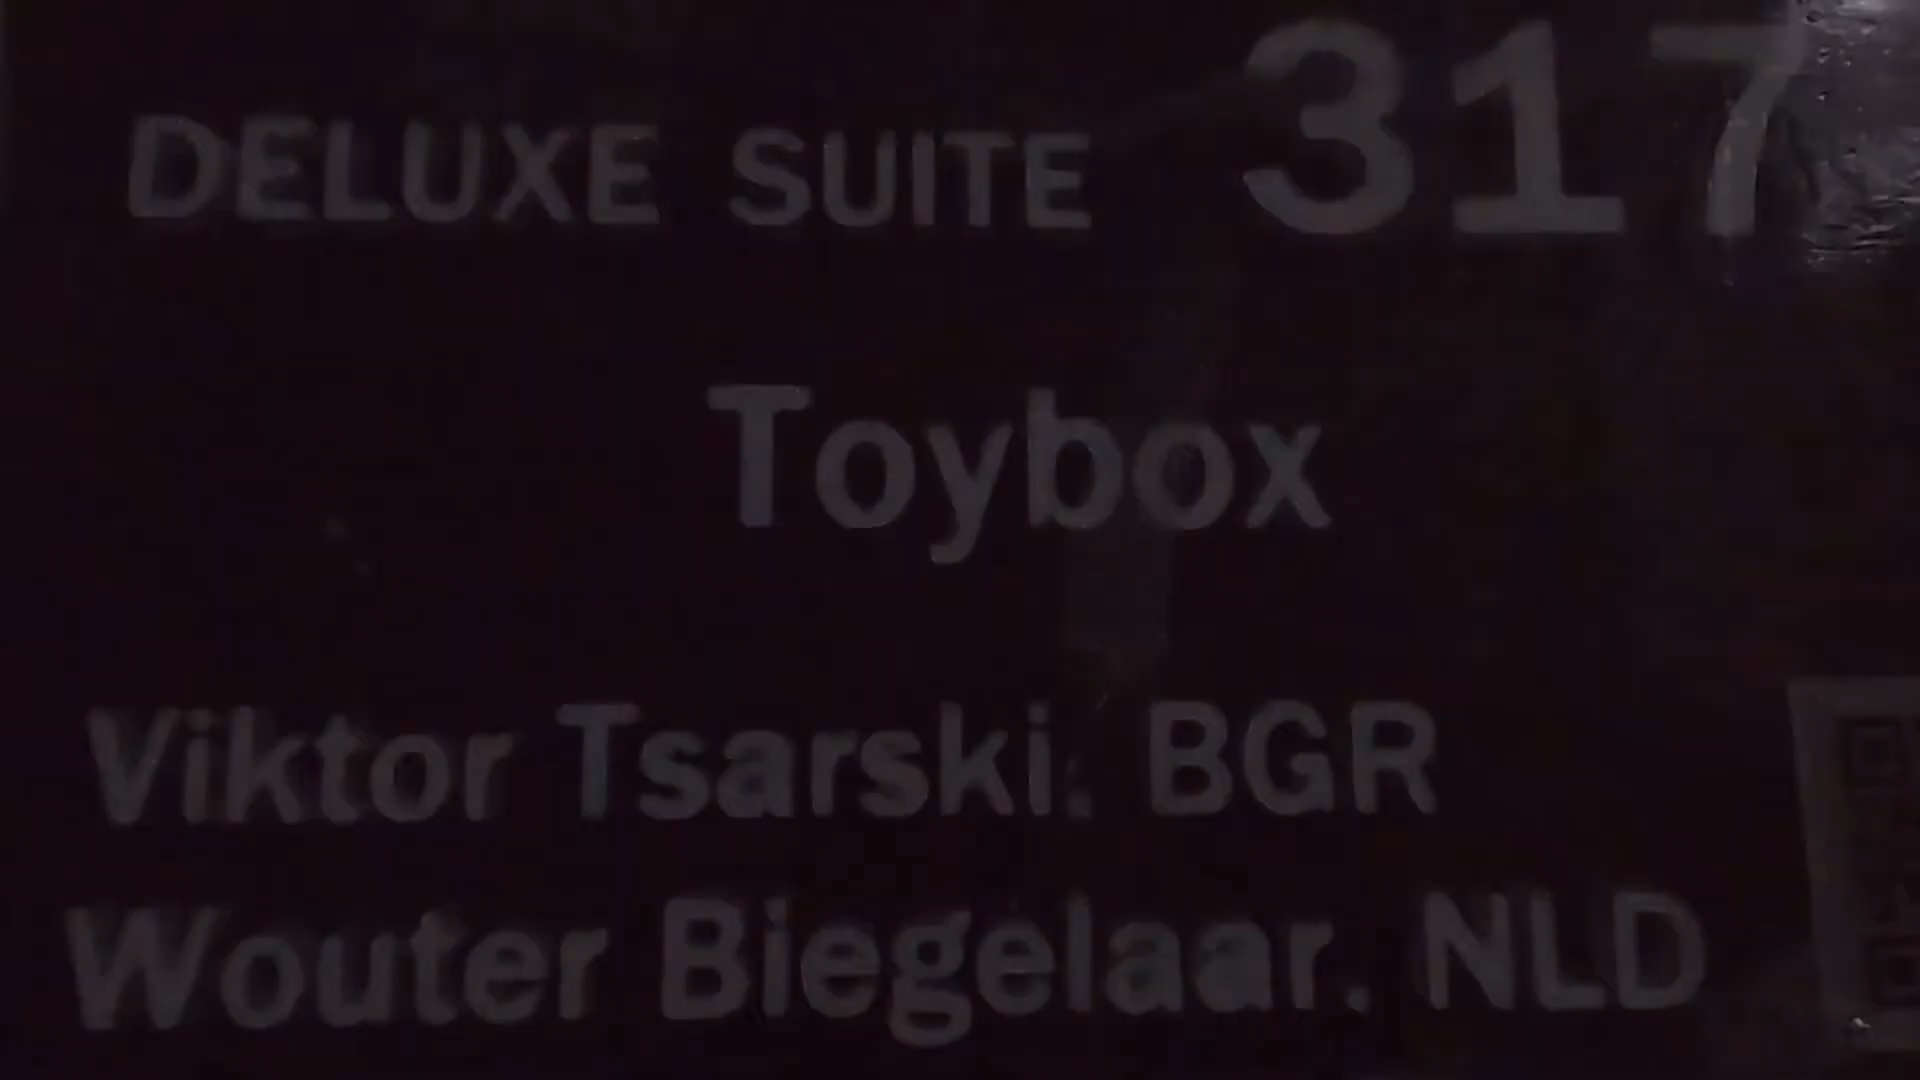 DELUXE SUITE 317
Toybox
Viktor Tsarski. BGR
Wouter Biegelaar. NLD